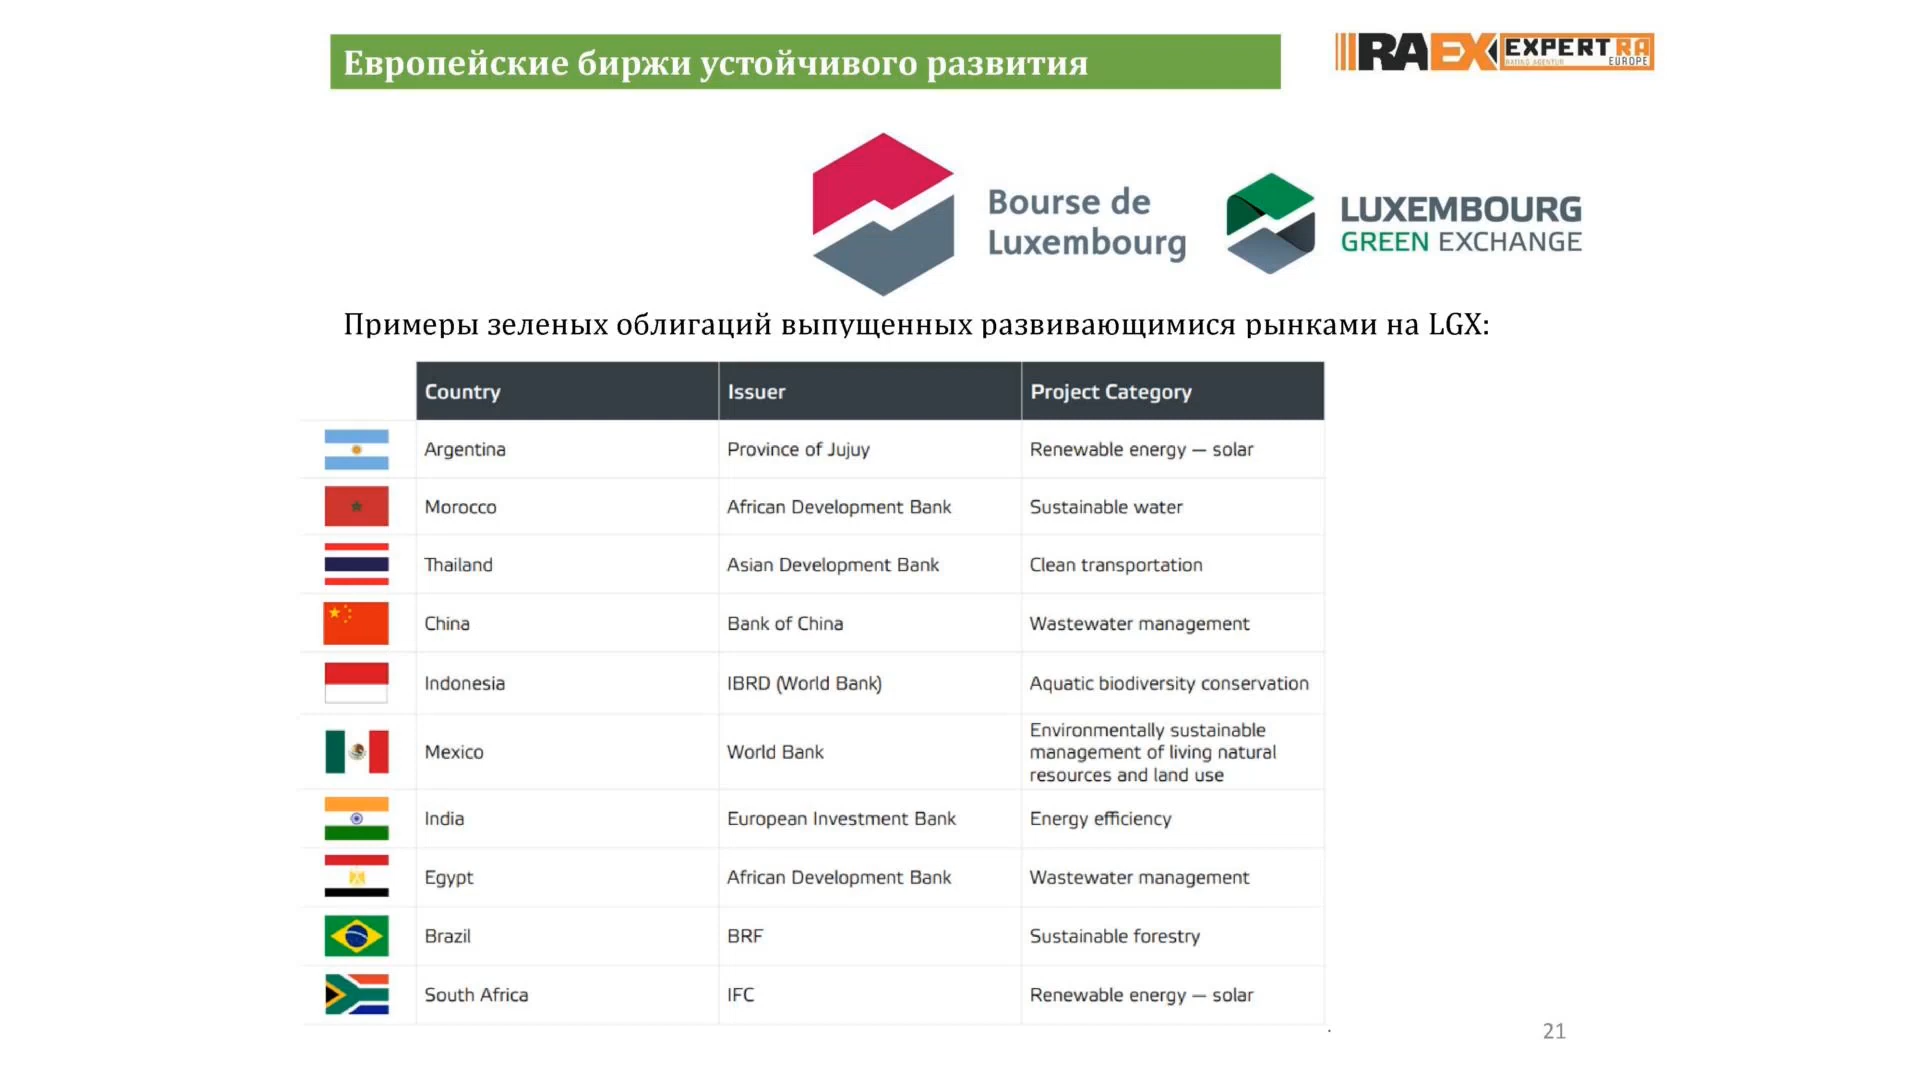 Европейские биржи устойчивого развития
RAEX EXPERT RA
RATING AGENTUR EUROPE
Bourse de
Luxembourg
LUXEMBOURG
GREEN EXCHANGE
Примеры зеленых облигаций выпущенных развивающимися рынками на LGX:
Country Issuer Project Category
Argentina Province of Jujuy Renewable energy — solar
Morocco African Development Bank Sustainable water
Thailand Asian Development Bank Clean transportation
China Bank of China Wastewater management
Indonesia IBRD (World Bank) Aquatic biodiversity conservation
Mexico World Bank Environmentally sustainable
management of living natural
resources and land use
India European Investment Bank Energy efficiency
Egypt African Development Bank Wastewater management
Brazil BRF Sustainable forestry
South Africa IFC Renewable energy — solar
21